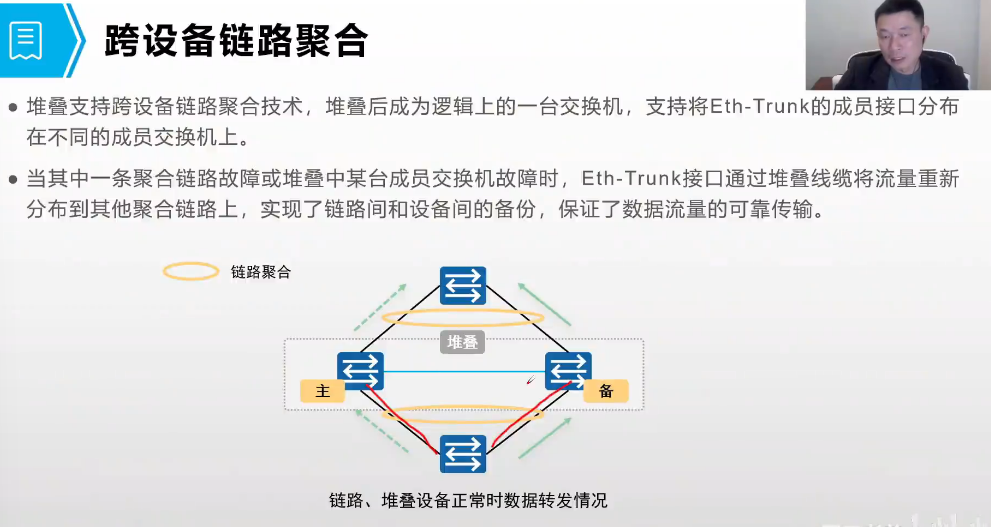 跨设备链路聚合
● 堆叠支持跨设备链路聚合技术，堆叠后成为逻辑上的一台交换机，支持将Eth-Trunk的成员接口分布
在不同的成员交换机上。
● 当其中一条聚合链路故障或堆叠中某台成员交换机故障时，Eth-Trunk接口通过堆叠线缆将流量重新
分布到其他聚合链路上，实现了链路间和设备间的备份，保证了数据流量的可靠传输。
链路聚合
堆叠
主
备
链路、堆叠设备正常时数据转发情况